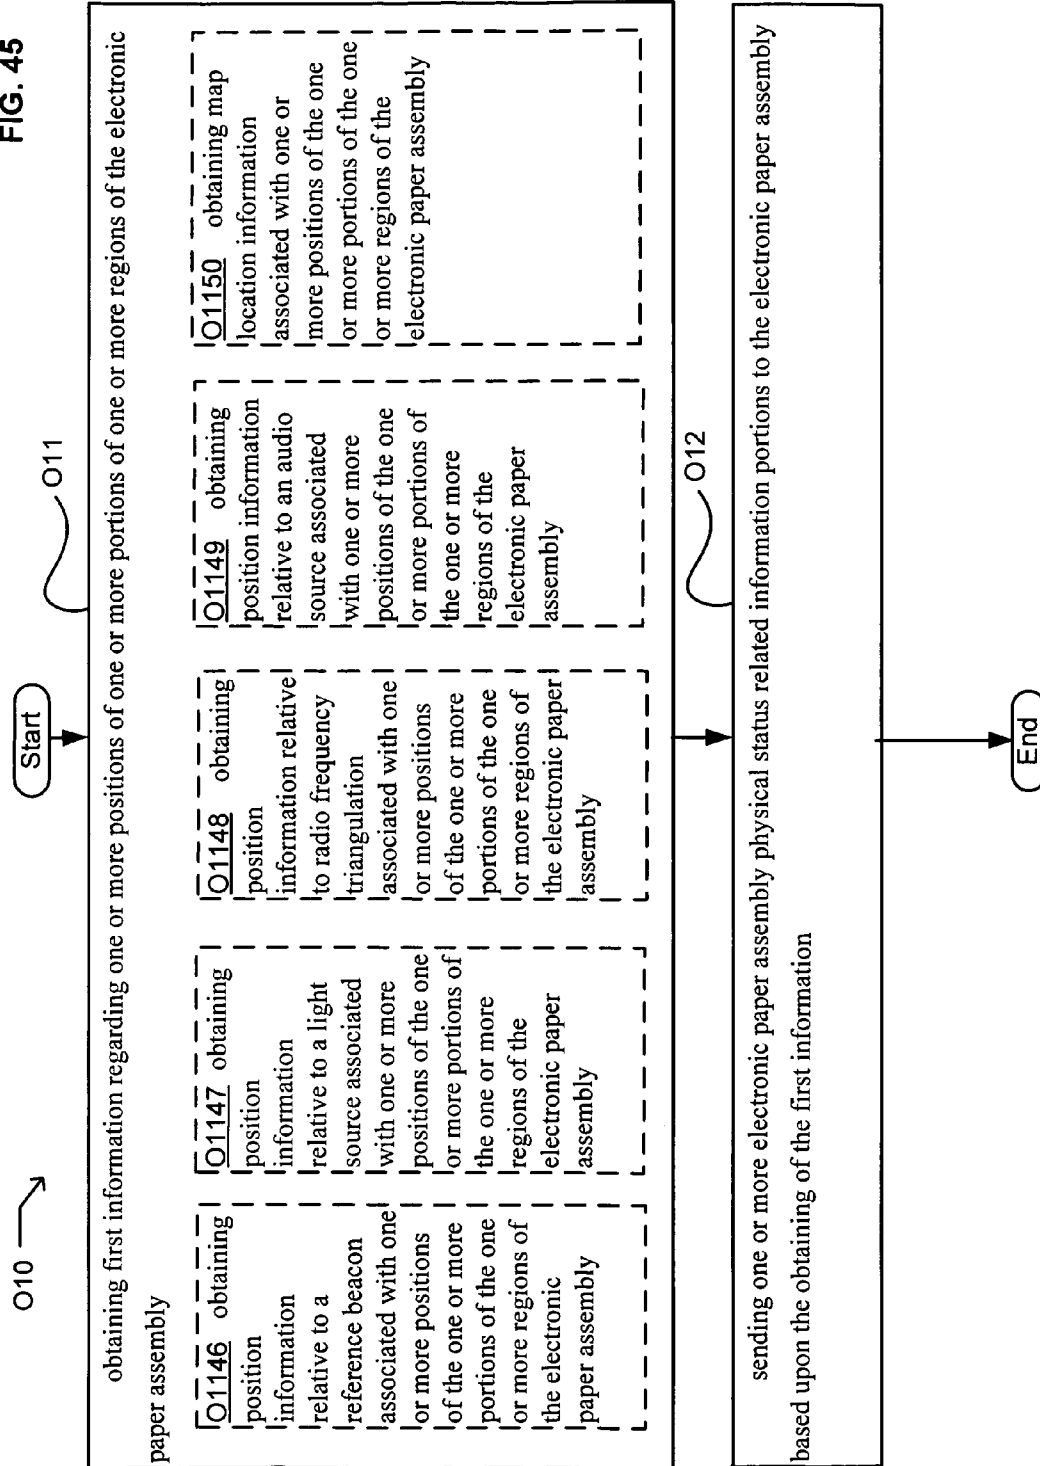 FIG. 45
O10
Start
O11
obtaining first information regarding one or more positions of one or more portions of one or more regions of the electronic
paper assembly
O1146 obtaining
position
information
relative to a
reference beacon
associated with one
or more positions
of the one or more
portions of the one
or more regions of
the electronic
paper assembly
O1147 obtaining
position
information
relative to a light
source associated
with one or more
positions of the one
or more portions of
the one or more
regions of the
electronic paper
assembly
O1148 obtaining
position
information relative
to radio frequency
triangulation
associated with one
or more positions
of the one or more
portions of the one
or more regions of
the electronic paper
assembly
O1149 obtaining
position information
relative to an audio
source associated
with one or more
positions of the one
or more portions of
the one or more
regions of the
electronic paper
assembly
O1150 obtaining map
location information
associated with one or
more positions of the one
or more portions of the one
or more regions of the
electronic paper assembly
O12
sending one or more electronic paper assembly physical status related information portions to the electronic paper assembly
based upon the obtaining of the first information
End